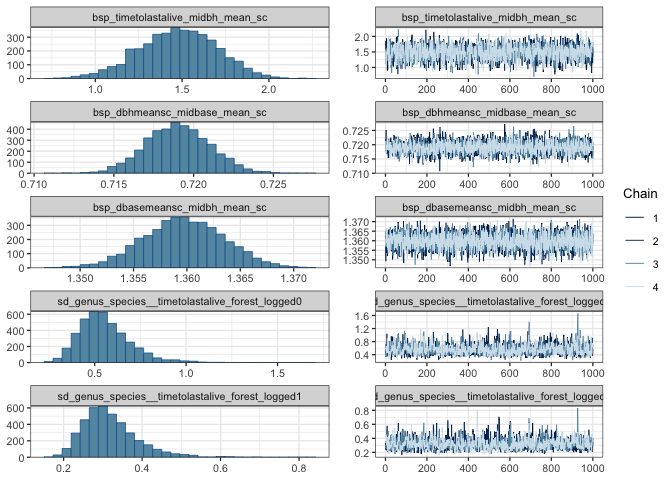 bsp_timetolastalive_midbh_mean_sc
300
200
100
0
1.0 1.5 2.0
bsp_timetolastalive_midbh_mean_sc
2.0
1.5
1.0
0 200 400 600 800 1000
bsp_dbhmeansc_midbase_mean_sc
400
300
200
100
0
0.710 0.715 0.720 0.725
bsp_dbhmeansc_midbase_mean_sc
0.725
0.720
0.715
0.710
0 200 400 600 800 1000
bsp_dbasemeansc_midbh_mean_sc
300
200
100
0
1.350 1.355 1.360 1.365 1.370
bsp_dbasemeansc_midbh_mean_sc
1.370
1.365
1.360
1.355
1.350
0 200 400 600 800 1000
sd_genus_species__timetolastalive_forest_logged0
600
400
200
0
0.5 1.0 1.5
d_genus_species__timetolastalive_forest_logged
1.6
1.2
0.8
0.4
0 200 400 600 800 1000
sd_genus_species__timetolastalive_forest_logged1
600
400
200
0
0.2 0.4 0.6 0.8
d_genus_species__timetolastalive_forest_logged
0.8
0.6
0.4
0.2
0 200 400 600 800 1000
Chain
1
2
3
4